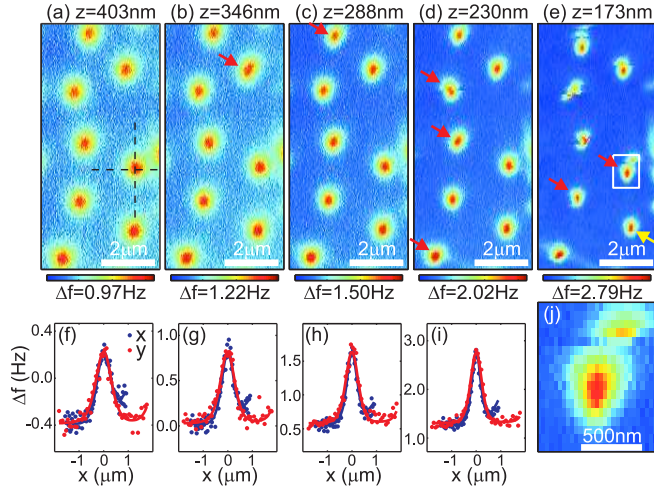 (a) z=403nm (b) z=346nm (c) z=288nm (d) z=230nm (e) z=173nm
2μm 2μm 2μm 2μm 2μm
Δf=0.97Hz Δf=1.22Hz Δf=1.50Hz Δf=2.02Hz Δf=2.79Hz
(f) x y (g) (h) (i) (j)
Δf (Hz)
0.4 0.0 -0.4
1.0 0.5 0.0
1.5 1.0 0.5
3.0 2.0 1.0
-1 0 1 -1 0 1 -1 0 1 -1 0 1
x (μm) x (μm) x (μm) x (μm)
500nm